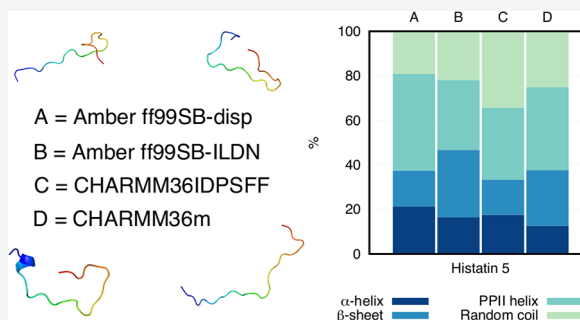 A = Amber ff99SB-disp
B = Amber ff99SB-ILDN
C = CHARMM36IDPSFF
D = CHARMM36m
A B C D
100
80
60
40
20
0
%
Histatin 5
α-helix
β-sheet
PPII helix
Random coil